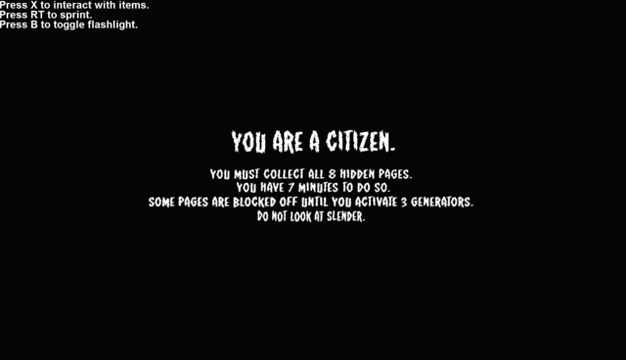 Press X to interact with items.
Press RT to sprint.
Press B to toggle flashlight.
YOU ARE A CITIZEN.
YOU MUST COLLECT ALL 8 HIDDEN PAGES.
YOU HAVE 7 MINUTES TO DO SO.
SOME PAGES ARE BLOCKED OFF UNTIL YOU ACTIVATE 3 GENERATORS.
DO NOT LOOK AT SLENDER.